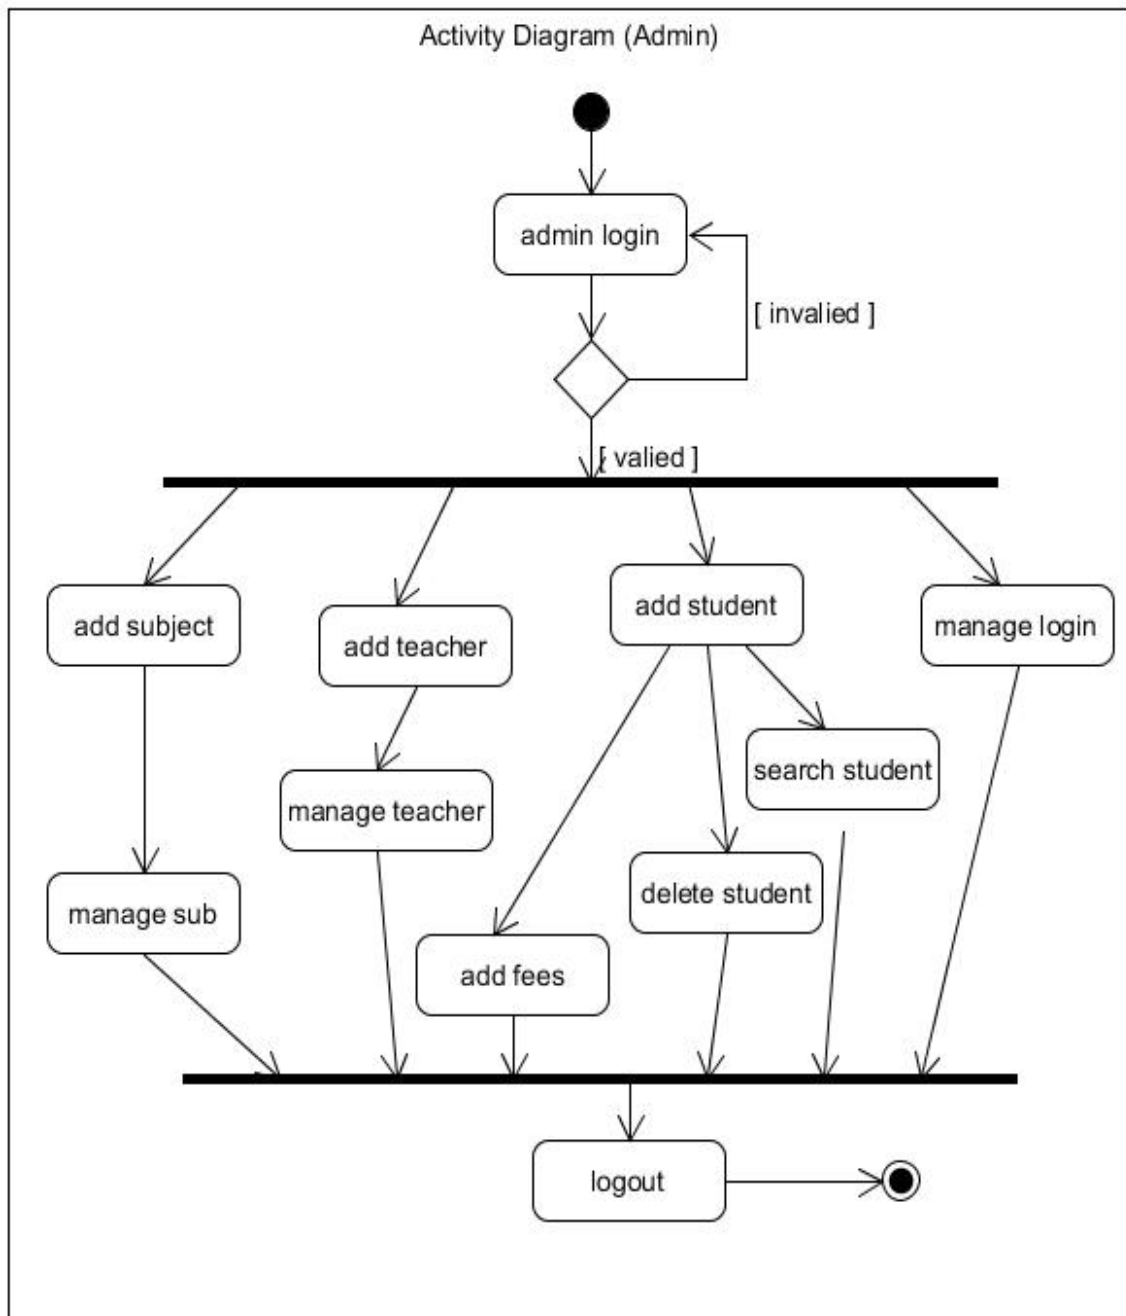 Activity Diagram (Admin)
admin login
[ invalied ]
[ valied ]
add subject
add teacher
add student
manage login
manage teacher
search student
manage sub
delete student
add fees
logout